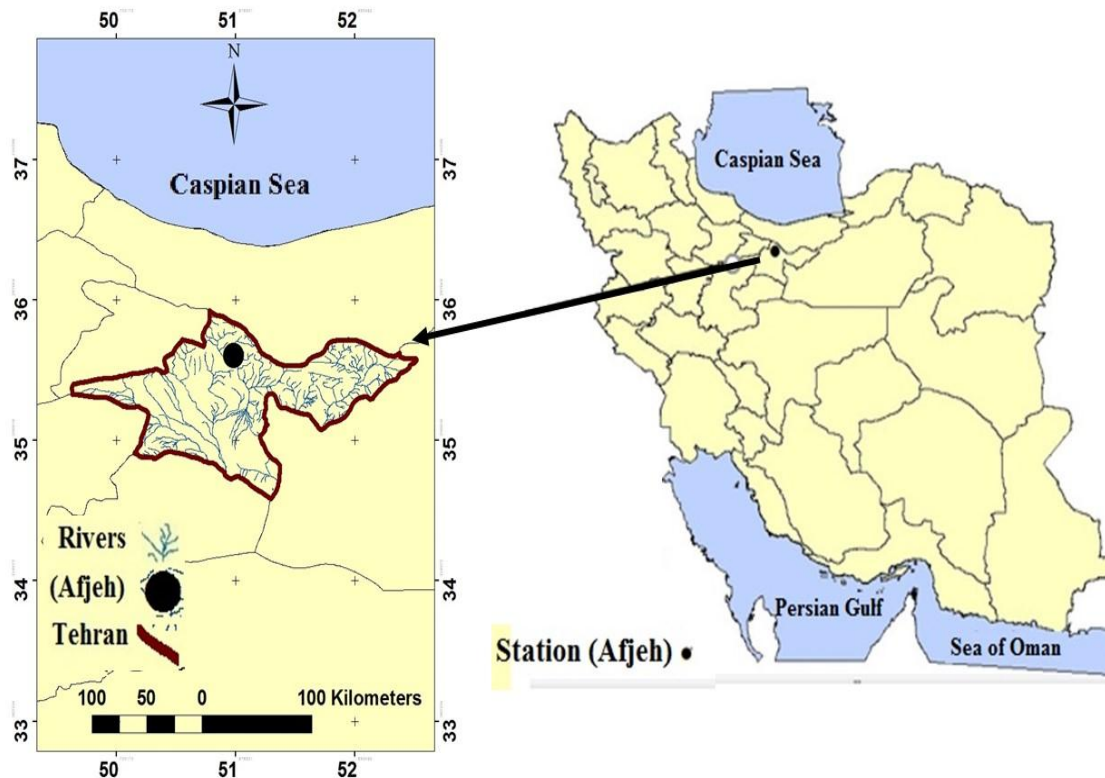 50 51 52
N
37
Caspian Sea
36
35
Rivers
(Afjeh)
Tehran
34
100 50 0 100 Kilometers
33
50 51 52
37
36
35
34
33
Caspian Sea
Persian Gulf
Sea of Oman
Station (Afjeh)